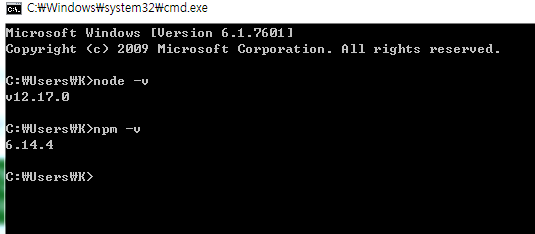 C:₩Windows₩system32₩cmd.exe
Microsoft Windows [Version 6.1.7601]
Copyright (c) 2009 Microsoft Corporation. All rights reserved.
C:₩Users₩K>node -v
v12.17.0
C:₩Users₩K>npm -v
6.14.4
C:₩Users₩K>